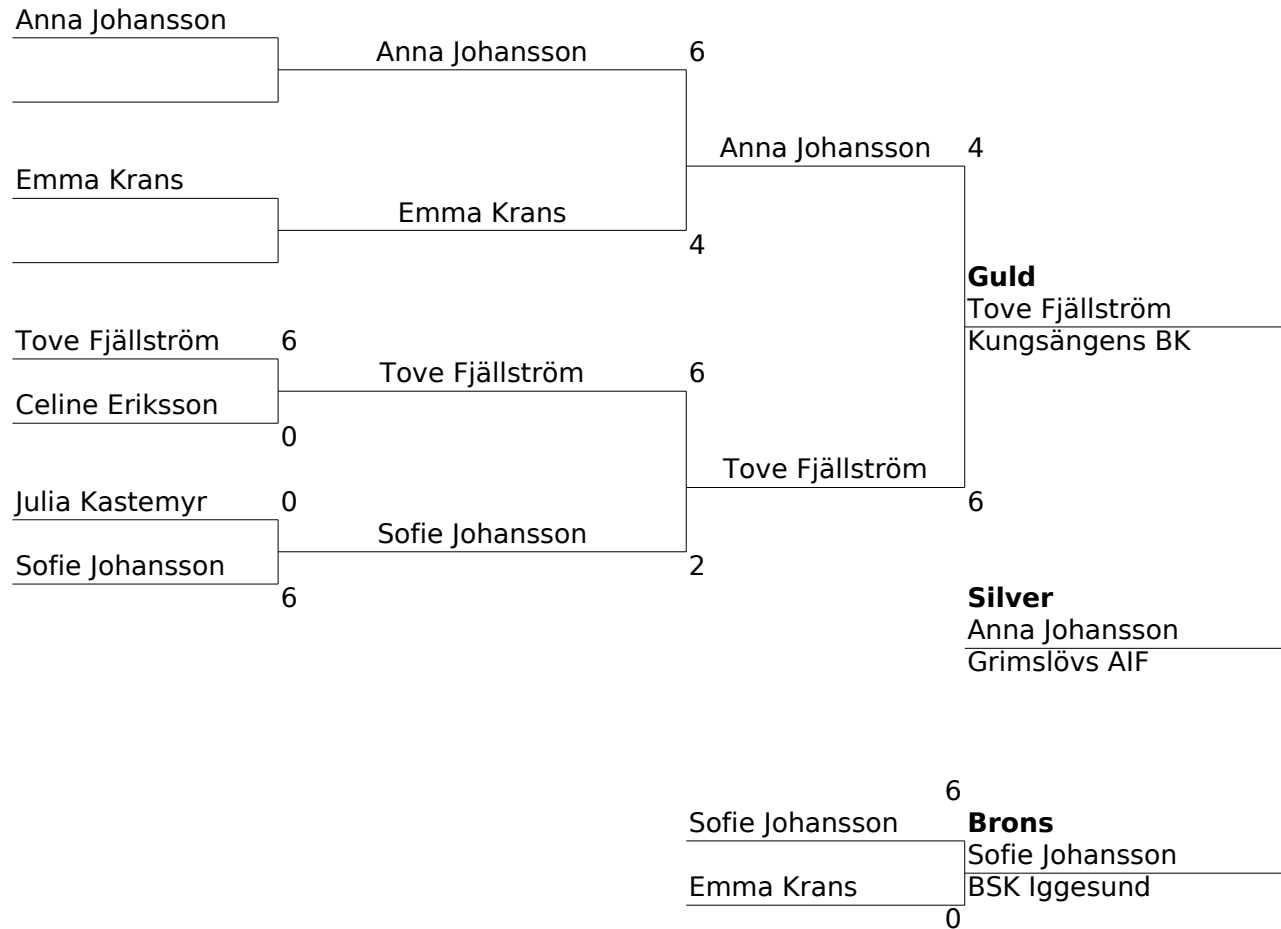 Anna Johansson
Anna Johansson 6
Anna Johansson 4
Emma Krans
Emma Krans
4
Guld
Tove Fjällström
Kungsängens BK
Tove Fjällström 6
Tove Fjällström 6
Celine Eriksson
0
Tove Fjällström
6
Julia Kastemyr 0
Sofie Johansson
2
Sofie Johansson
6
Silver
Anna Johansson
Grimslövs AIF
6
Sofie Johansson
Brons
Sofie Johansson
BSK Iggesund
Emma Krans
0